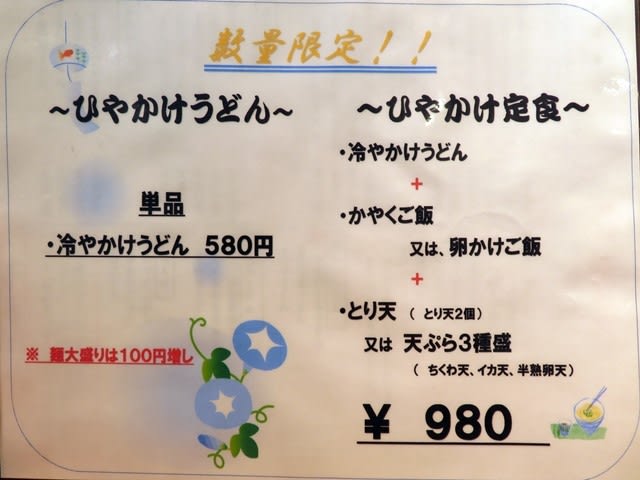 数量限定！！
～ひやかけうどん～
単品
・冷やかけうどん 580円
※ 麺大盛りは100円増し
～ひやかけ定食～
・冷やかけうどん
+
・かやくご飯
又は、卵かけご飯
+
・とり天 （ とり天2個）
又は 天ぷら3種盛
（ ちくわ天、イカ天、半熟卵天）
￥ 980